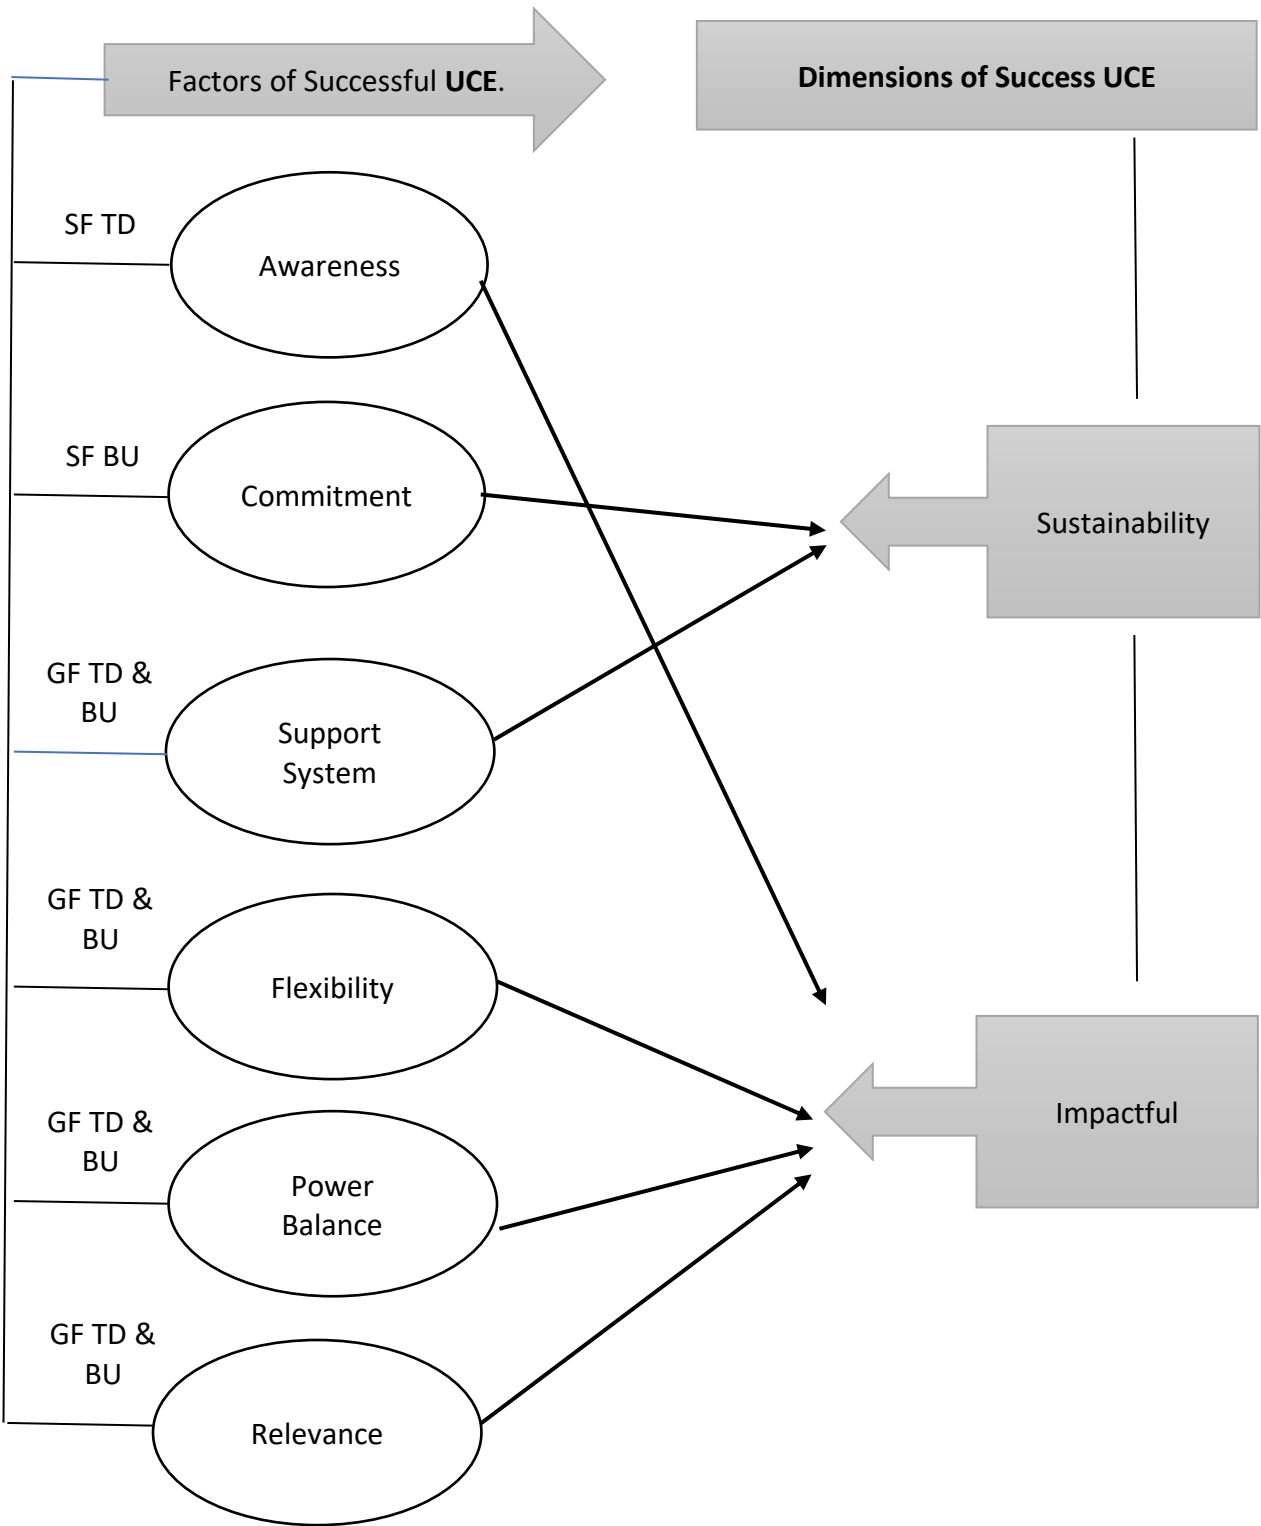 Factors of Successful UCE.
Dimensions of Success UCE
SF TD
Awareness
SF BU
Commitment
Sustainability
GF TD &
BU
Support
System
GF TD &
BU
Flexibility
Impactful
GF TD &
BU
Power
Balance
GF TD &
BU
Relevance